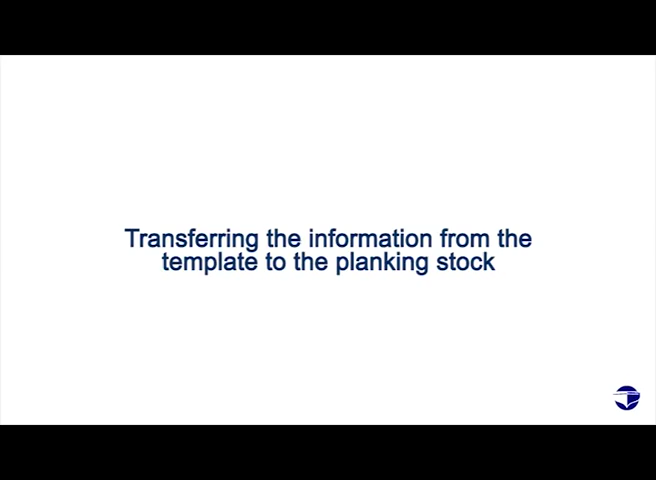 Transferring the information from the
template to the planking stock